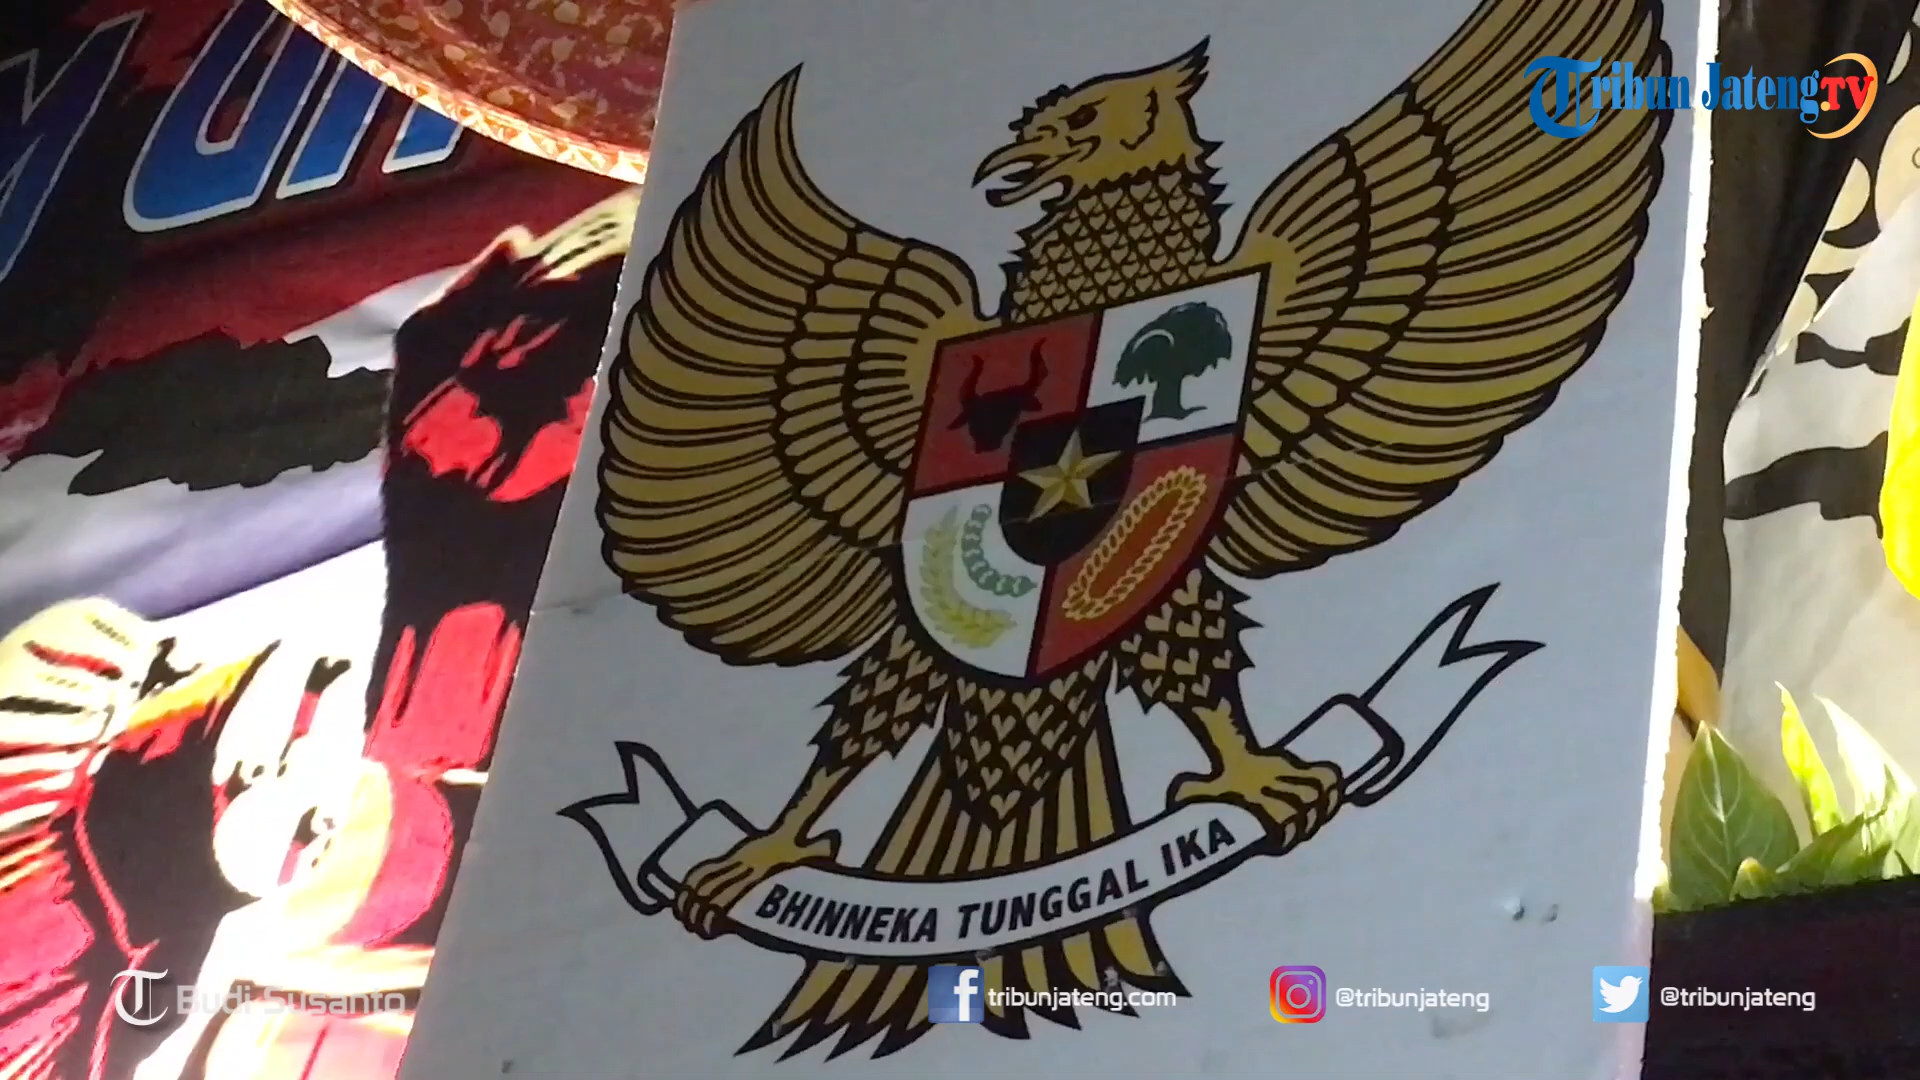 Tribun Jateng.TV
BHINNEKA TUNGGAL IKA
Budi Susanto
tribunjateng.com
@tribunjateng
@tribunjateng